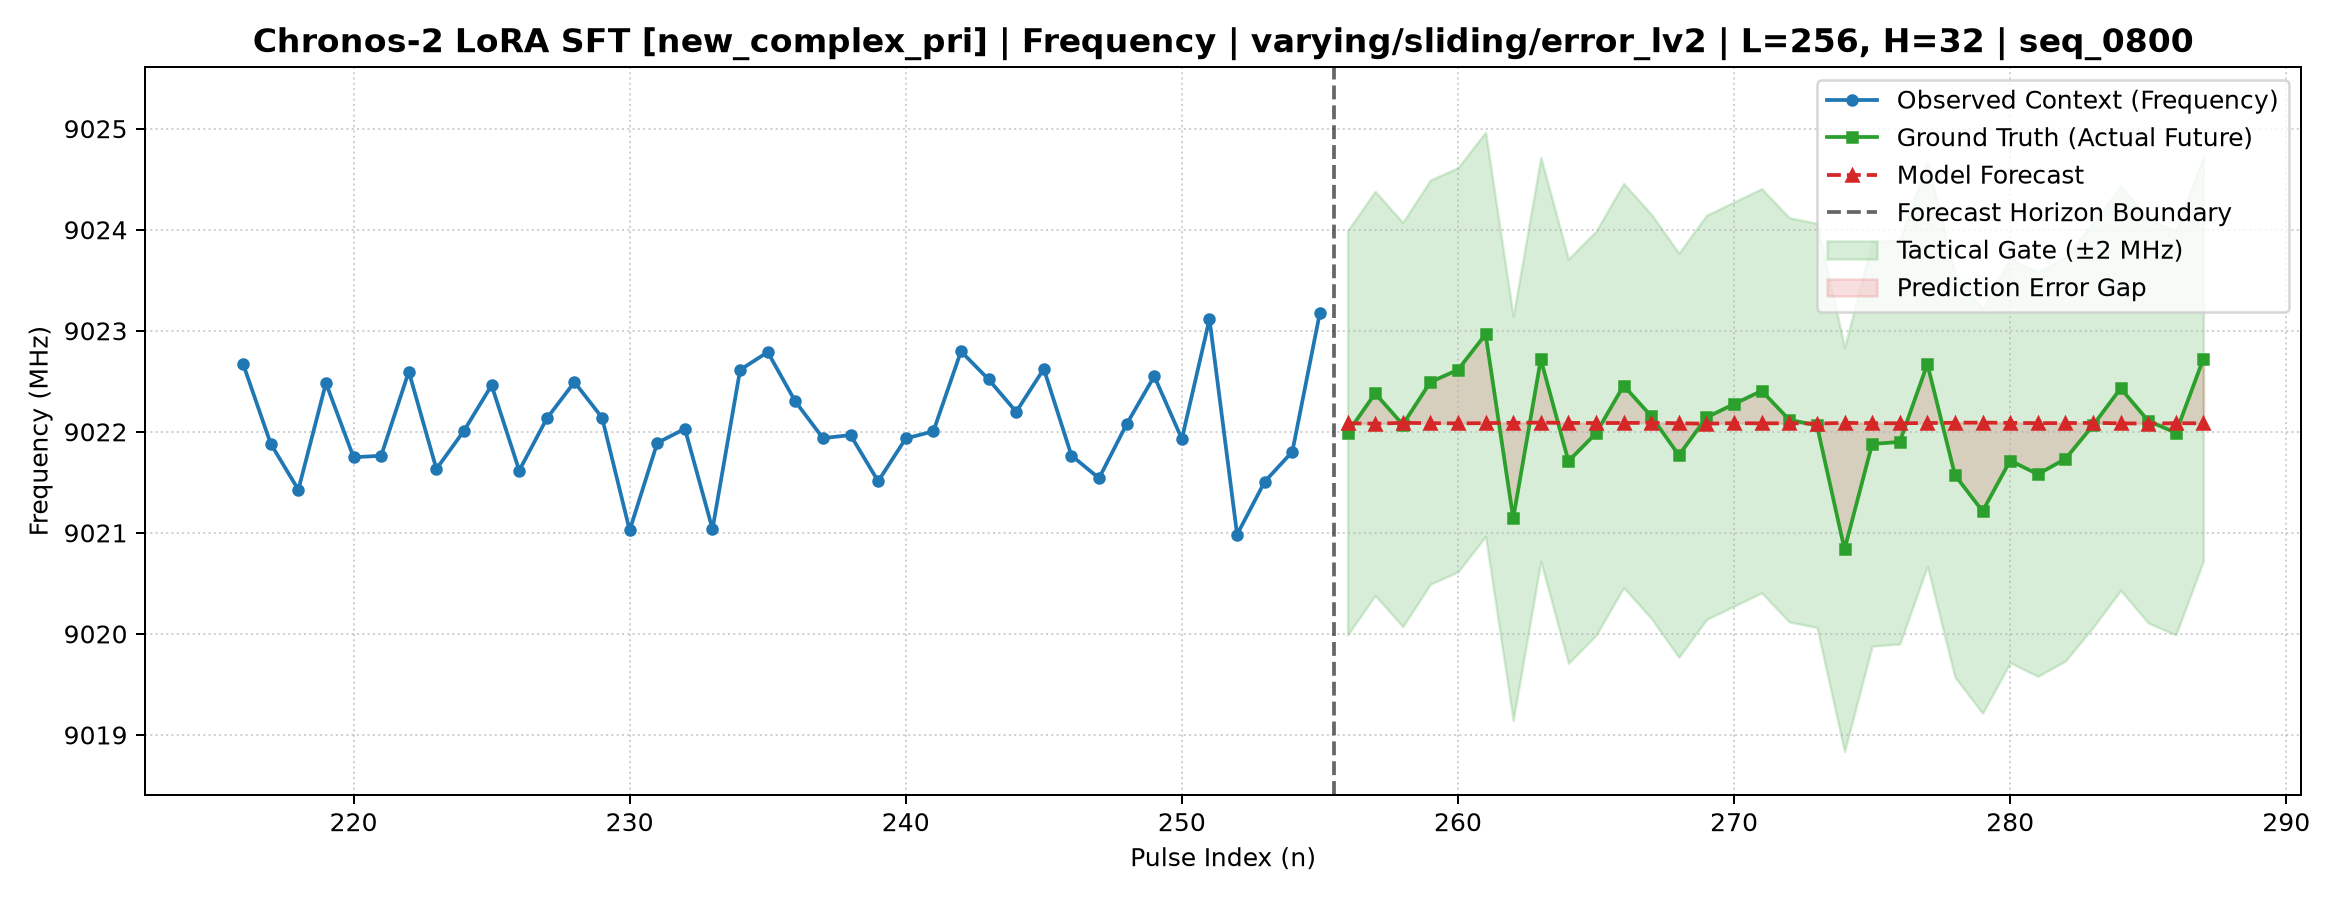 Chronos-2 LoRA SFT [new_complex_pri] | Frequency | varying/sliding/error_lv2 | L=256, H=32 | seq_0800
Observed Context (Frequency)
Ground Truth (Actual Future)
Model Forecast
Forecast Horizon Boundary
Tactical Gate (±2 MHz)
Prediction Error Gap
Frequency (MHz)
9025
9024
9023
9022
9021
9020
9019
220
230
240
250
260
270
280
290
Pulse Index (n)